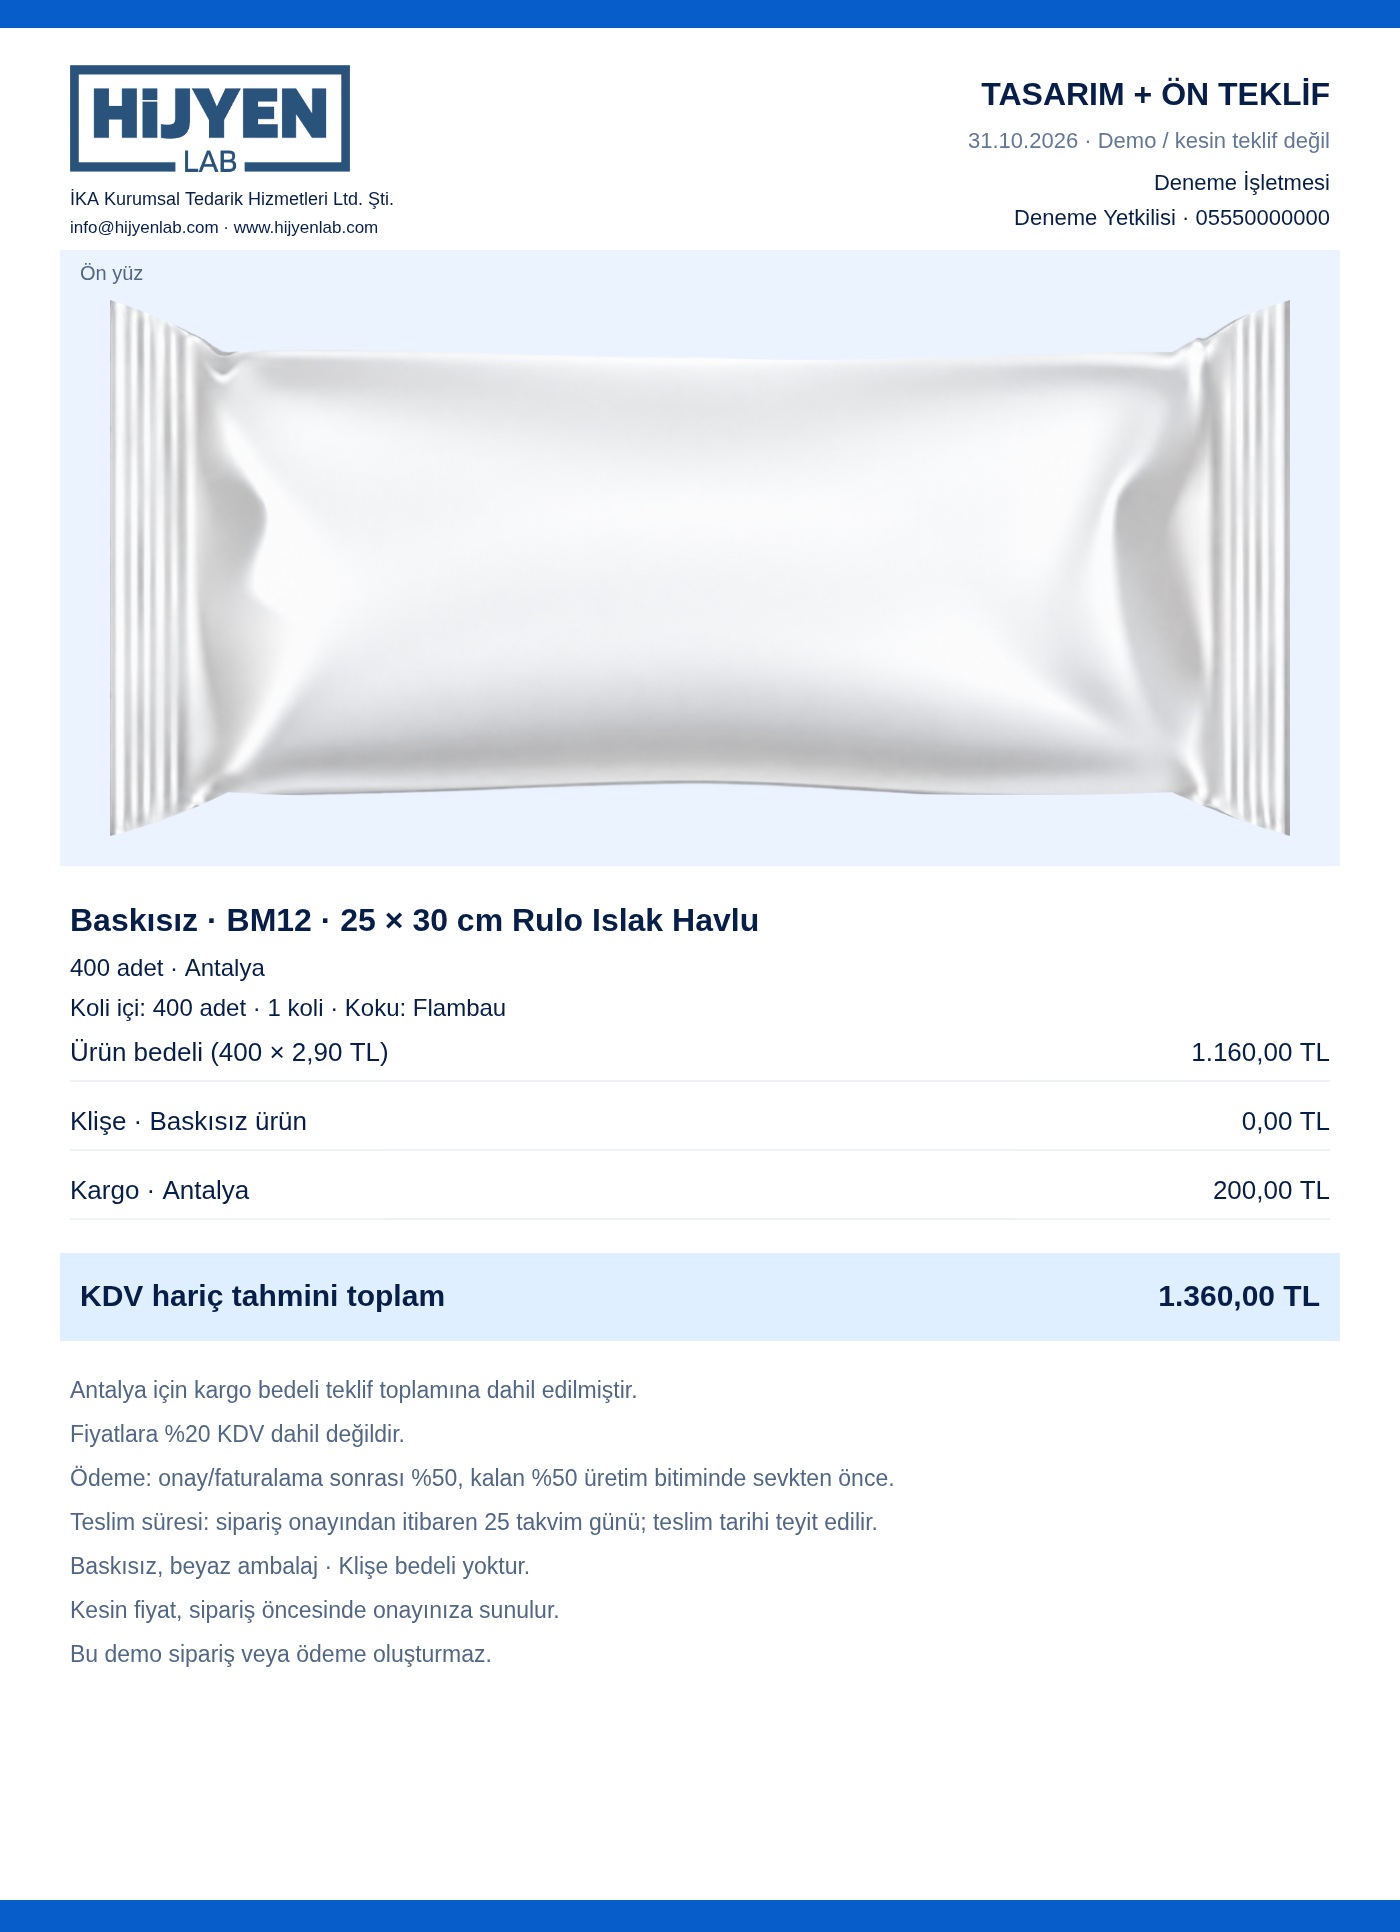 HiJYEN
LAB
İKA Kurumsal Tedarik Hizmetleri Ltd. Şti.
info@hijyenlab.com · www.hijyenlab.com
TASARIM + ÖN TEKLİF
31.10.2026 · Demo / kesin teklif değil
Deneme İşletmesi
Deneme Yetkilisi · 05550000000
Ön yüz
Baskısız · BM12 · 25 × 30 cm Rulo Islak Havlu
400 adet · Antalya
Koli içi: 400 adet · 1 koli · Koku: Flambau
Ürün bedeli (400 × 2,90 TL) 1.160,00 TL
Klişe · Baskısız ürün 0,00 TL
Kargo · Antalya 200,00 TL
KDV hariç tahmini toplam 1.360,00 TL
Antalya için kargo bedeli teklif toplamına dahil edilmiştir.
Fiyatlara %20 KDV dahil değildir.
Ödeme: onay/faturalama sonrası %50, kalan %50 üretim bitiminde sevkten önce.
Teslim süresi: sipariş onayından itibaren 25 takvim günü; teslim tarihi teyit edilir.
Baskısız, beyaz ambalaj · Klişe bedeli yoktur.
Kesin fiyat, sipariş öncesinde onayınıza sunulur.
Bu demo sipariş veya ödeme oluşturmaz.